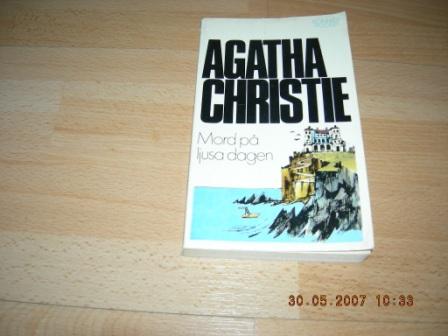 AGATHA
CHRISTIE
Mord på
ljusa dagen
30.05.2007 10:33